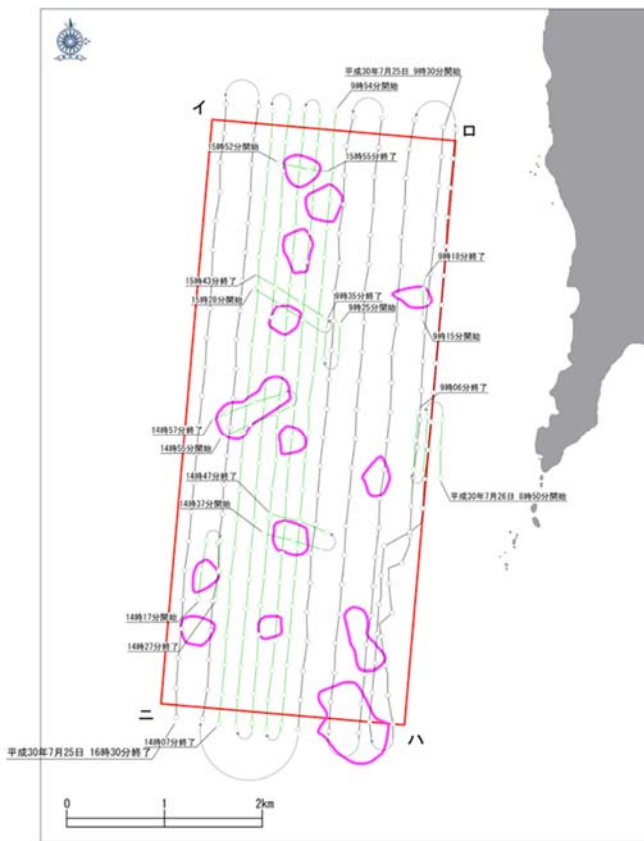 平成30年7月25日 9時30分開始
9時54分開始
イ
ロ
15時52分開始
15時55分終了
15時43分終了
15時28分開始
9時35分終了
9時25分開始
9時18分終了
9時15分開始
9時06分終了
14時57分終了
14時55分開始
14時47分終了
14時37分開始
平成30年7月26日 8時50分開始
14時17分開始
14時27分終了
ニ
ハ
14時07分終了
平成30年7月25日 16時30分終了
0 1 2km